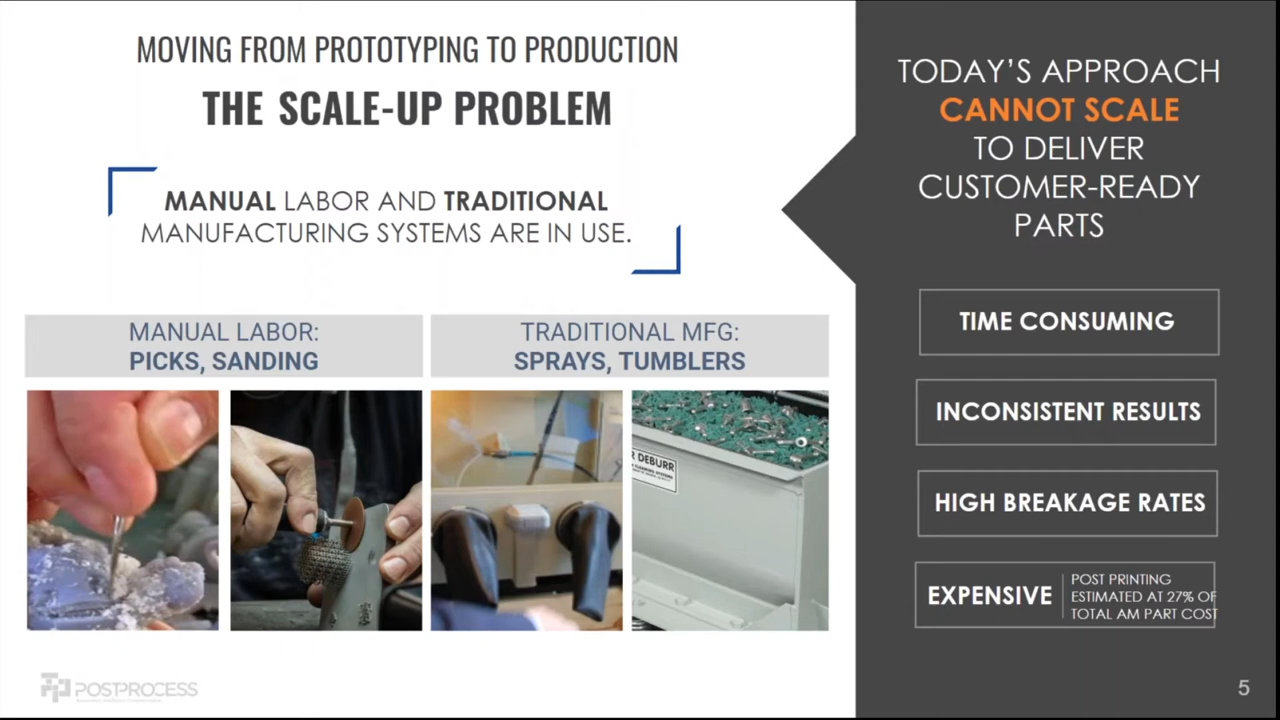 MOVING FROM PROTOTYPING TO PRODUCTION
THE SCALE-UP PROBLEM
MANUAL LABOR AND TRADITIONAL
MANUFACTURING SYSTEMS ARE IN USE.
MANUAL LABOR:
PICKS, SANDING
TRADITIONAL MFG:
SPRAYS, TUMBLERS
R DEBURR
POSTPROCESS
TODAY'S APPROACH
CANNOT SCALE
TO DELIVER
CUSTOMER-READY
PARTS
TIME CONSUMING
INCONSISTENT RESULTS
HIGH BREAKAGE RATES
EXPENSIVE
POST PRINTING
ESTIMATED AT 27% OF
TOTAL AM PART COST
5